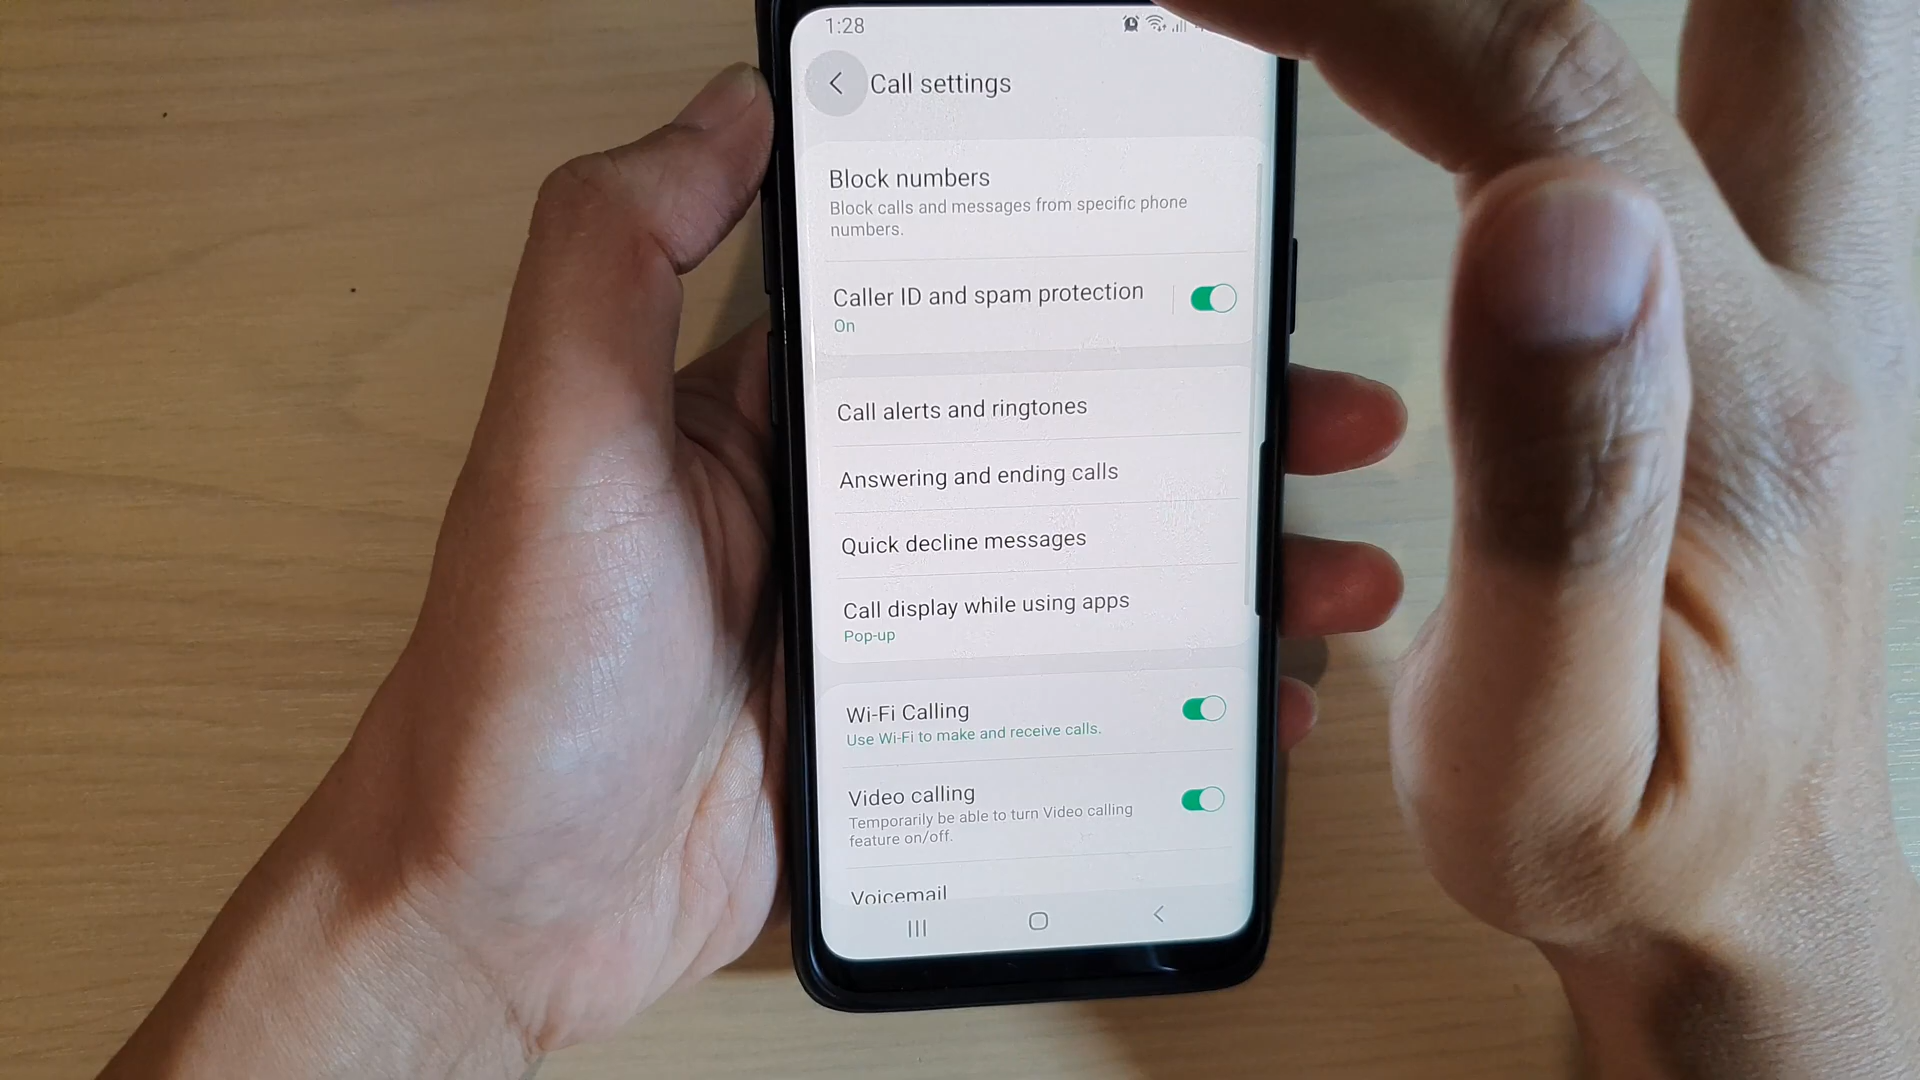 1:28
Call settings
Block numbers
Block calls and messages from specific phone
numbers.
Caller ID and spam protection
On
Call alerts and ringtones
Answering and ending calls
Quick decline messages
Call display while using apps
Pop-up
Wi-Fi Calling
Use Wi-Fi to make and receive calls.
Video calling
Temporarily be able to turn Video calling
feature on/off.
Voicemail